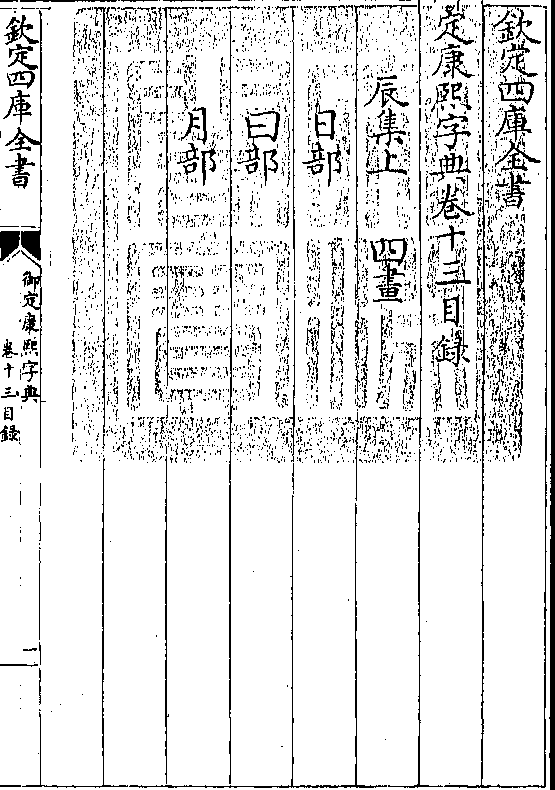 欽定四庫全書
定康熙字典卷十三目錄
辰集上　四畫
日部
曰部
月部
欽定四庫全書
御定康熙字典
卷十三目錄
一